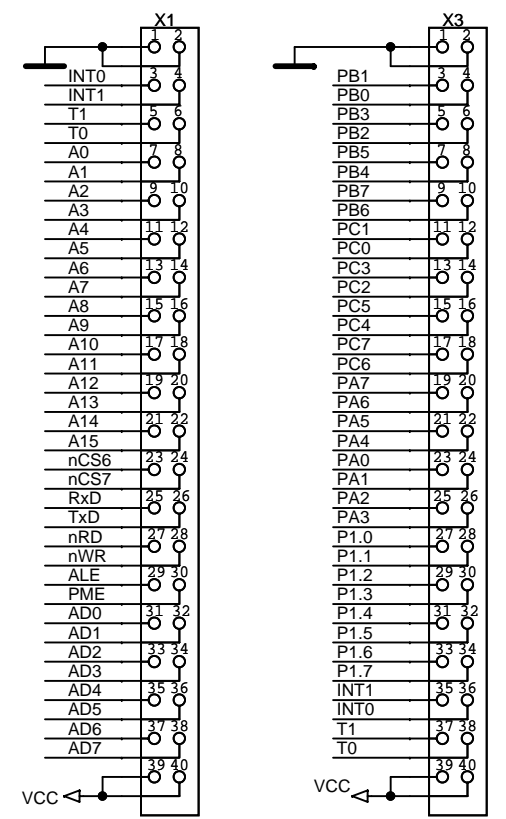 X1
1 2
INT0
3 4
INT1
T1
5 6
T0
A0
7 8
A1
A2
9 10
A3
A4
11 12
A5
A6
13 14
A7
A8
15 16
A9
A10
17 18
A11
A12
19 20
A13
A14
21 22
A15
nCS6
23 24
nCS7
RxD
25 26
TxD
nRD
27 28
nWR
ALE
29 30
PME
AD0
31 32
AD1
AD2
33 34
AD3
AD4
35 36
AD5
AD6
37 38
AD7
39 40
VCC
X3
1 2
PB1
3 4
PB0
PB3
5 6
PB2
PB5
7 8
PB4
PB7
9 10
PB6
PC1
11 12
PC0
PC3
13 14
PC2
PC5
15 16
PC4
PC7
17 18
PC6
PA7
19 20
PA6
PA5
21 22
PA4
PA0
23 24
PA1
PA2
25 26
PA3
P1.0
27 28
P1.1
P1.2
29 30
P1.3
P1.4
31 32
P1.5
P1.6
33 34
P1.7
INT1
35 36
INT0
T1
37 38
T0
39 40
VCC